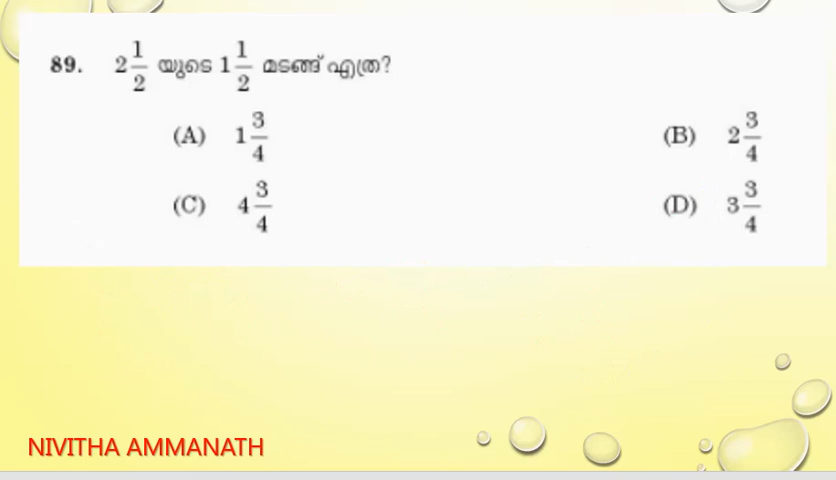 89. 2 1/2 യുടെ 1 1/2 മടങ്ങ് എത്ര?
(A) 1 3/4 (B) 2 3/4
(C) 4 3/4 (D) 3 3/4
NIVITHA AMMANATH